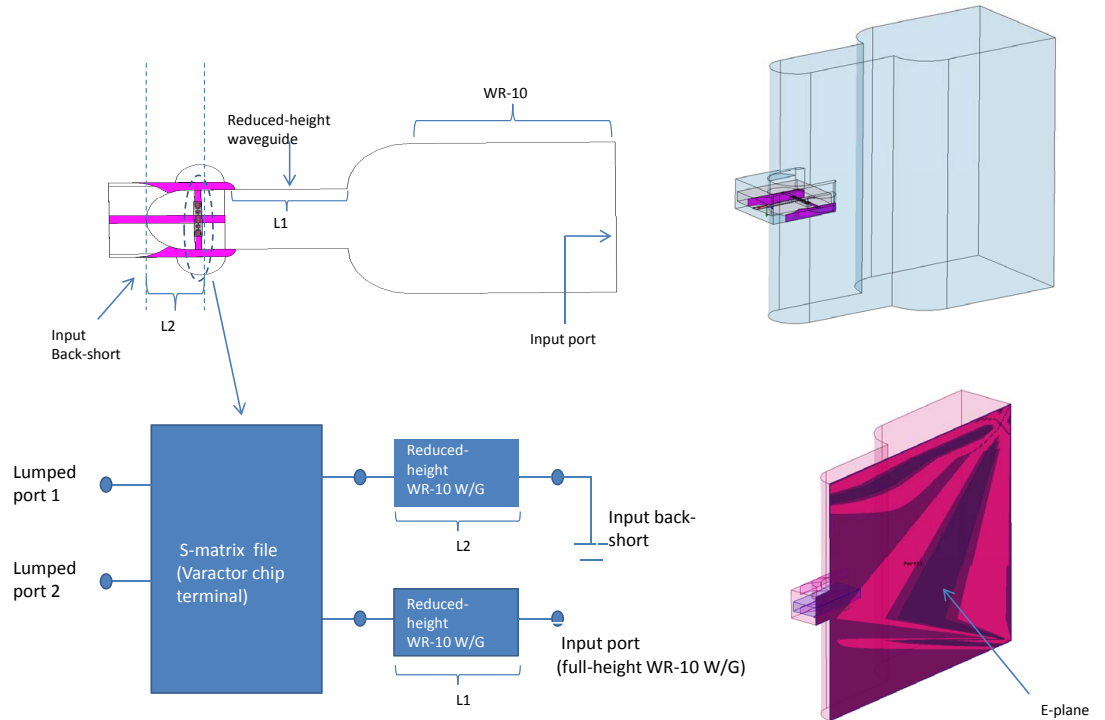 WR-10
Reduced-height
waveguide
L1
L2
Input
Back-short
Input port
Lumped
port 1
Lumped
port 2
S-matrix file
(Varactor chip
terminal)
Reduced-
height
WR-10 W/G
L2
Input back-
short
Reduced-
height
WR-10 W/G
L1
Input port
(full-height WR-10 W/G)
E-plane